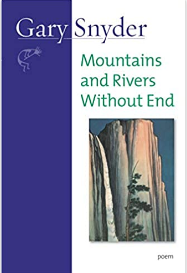 Gary Snyder
Mountains
and Rivers
Without End
poem